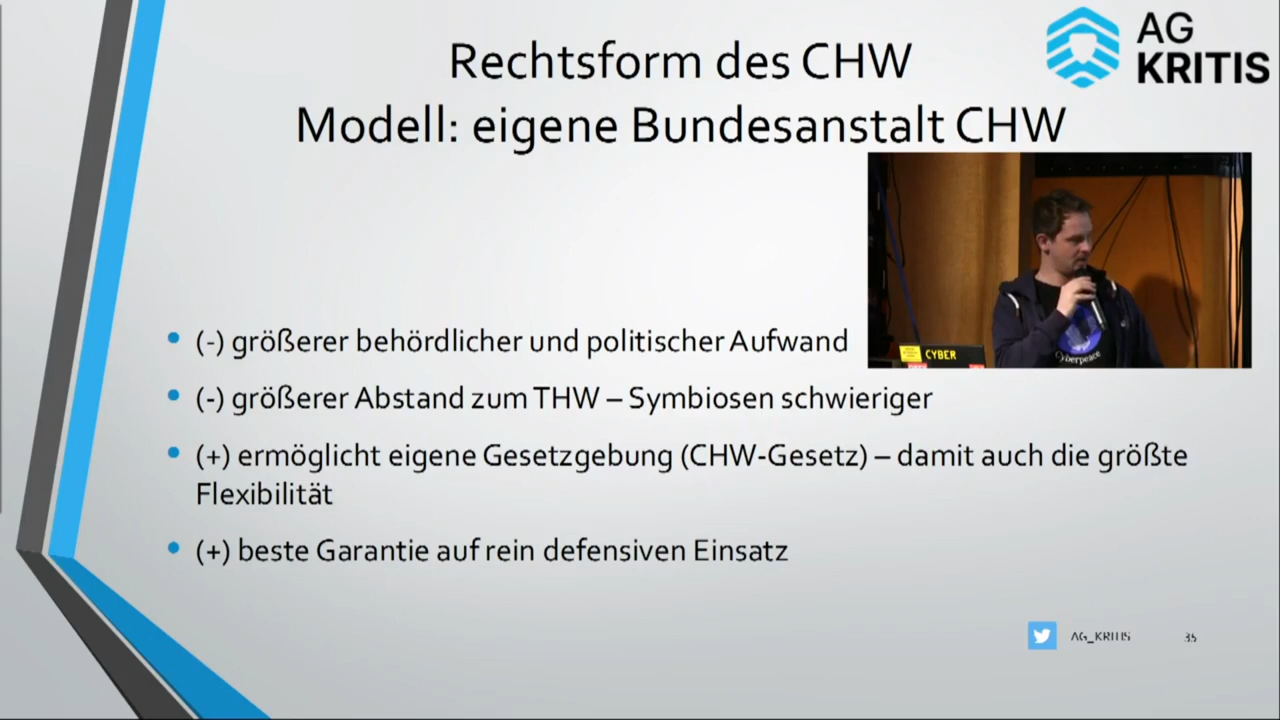 AG
KRITIS
Rechtsform des CHW
Modell: eigene Bundesanstalt CHW
CYBER
Cyberpeace
(-) größerer behördlicher und politischer Aufwand
(-) größerer Abstand zum THW – Symbiosen schwieriger
(+) ermöglicht eigene Gesetzgebung (CHW-Gesetz) – damit auch die größte
Flexibilität
(+) beste Garantie auf rein defensiven Einsatz
AG_KRITIS
35